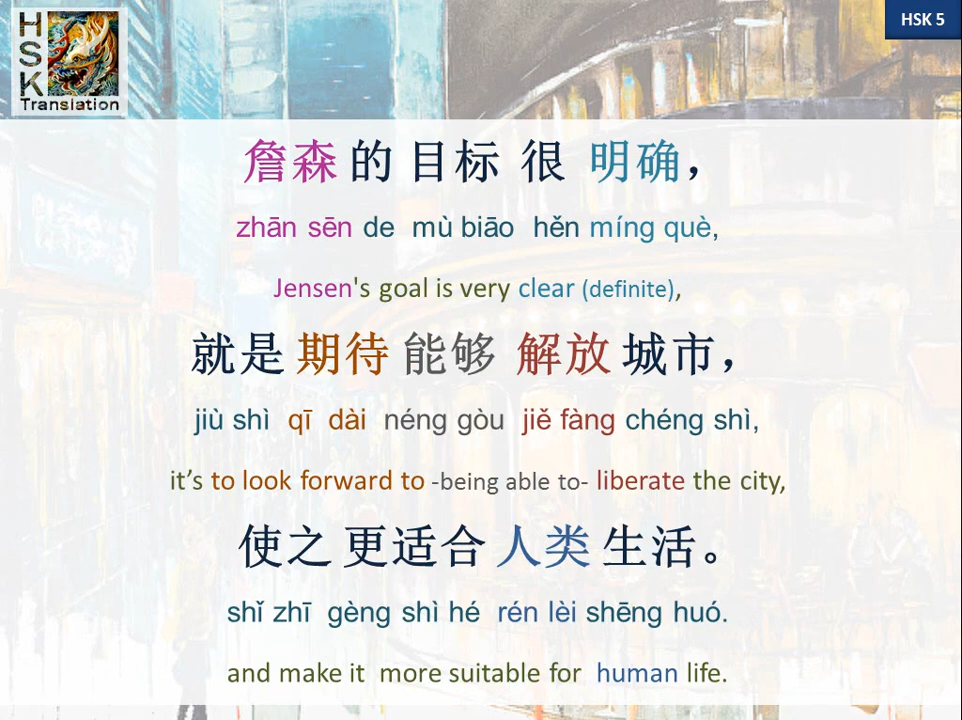 HSK
Translation
HSK 5
詹森 的 目标 很 明确，
zhān sēn de mù biāo hěn míng què,
Jensen's goal is very clear (definite),
就是 期待 能够 解放 城市，
jiù shì qī dài néng gòu jiě fàng chéng shì,
it’s to look forward to -being able to- liberate the city,
使之 更适合 人类 生活。
shǐ zhī gèng shì hé rén lèi shēng huó.
and make it more suitable for human life.